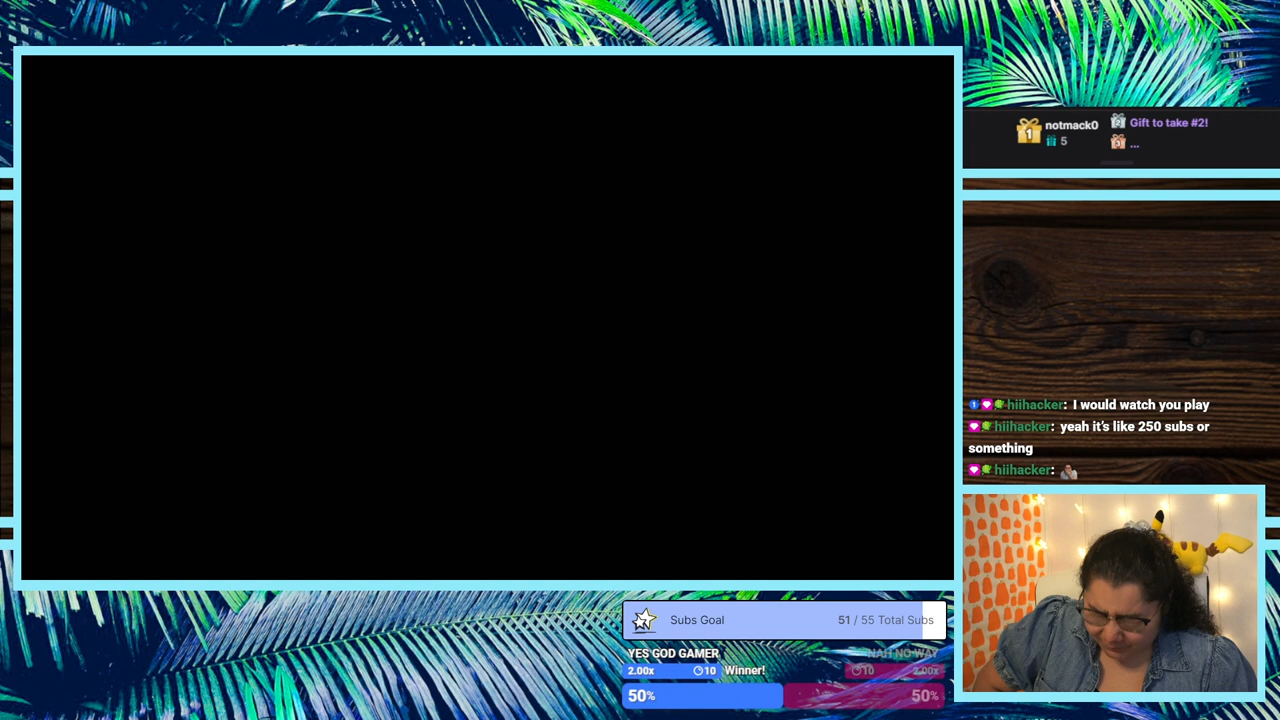 notmack0
5
Gift to take #2!
...
hiihacker: I would watch you play
hiihacker: yeah it's like 250 subs or
something
hiihacker:
Subs Goal
51 / 55 Total Subs
YES GOD GAMER
NAH NO WAY
2.00x
10
Winner!
10
2.00x
50%
50%